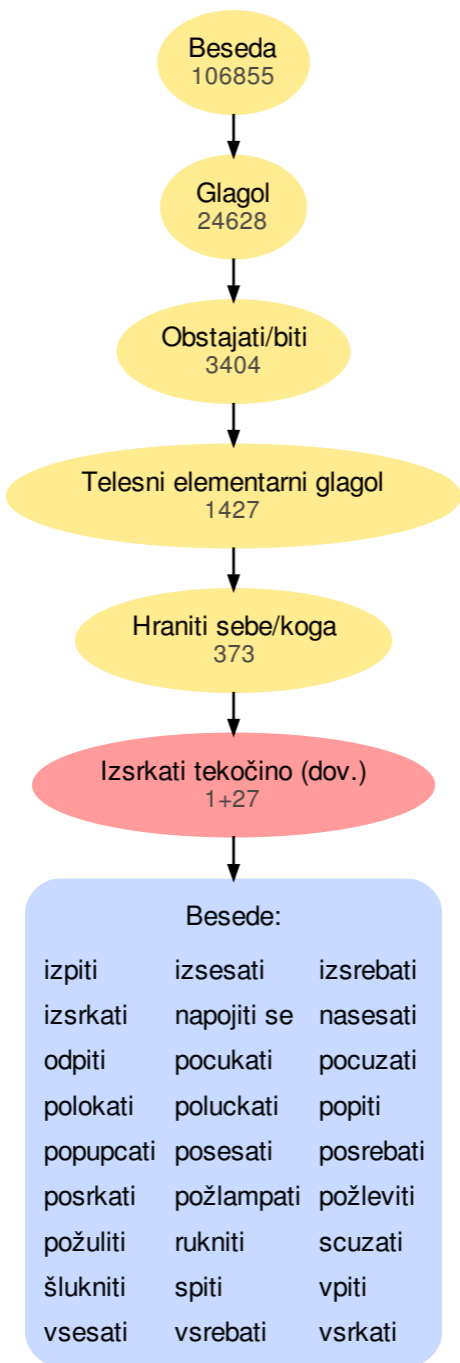 Beseda
106855
Glagol
24628
Obstajati/biti
3404
Telesni elementarni glagol
1427
Hraniti sebe/koga
373
Izsrkati tekočino (dov.)
1+27
Besede:
izpiti izsesati izsrebati
izsrkati napojiti se nasesati
odpiti pocukati pocuzati
polokati poluckati popiti
popupcati posesati posrebati
posrkati požlampati požleviti
požuliti rukniti scuzati
šlukniti spiti vpiti
vsesati vsrebati vsrkati